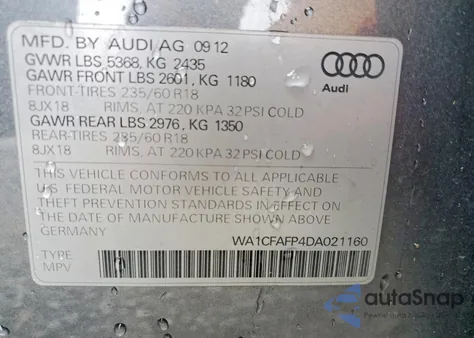 MFD. BY AUDI AG 09 12
GVWR LBS 5368, KG 2435
GAWR FRONT LBS 2601, KG 1180
FRONT-TIRES 235/60 R18
8JX18 RIMS, AT 220 KPA 32 PSI COLD
GAWR REAR LBS 2976, KG 1350
REAR-TIRES 235/60 R18
8JX18 RIMS, AT 220 KPA 32 PSI COLD
THIS VEHICLE CONFORMS TO ALL APPLICABLE
U.S. FEDERAL MOTOR VEHICLE SAFETY AND
THEFT PREVENTION STANDARDS IN EFFECT ON
THE DATE OF MANUFACTURE SHOWN ABOVE
GERMANY
WA1CFAFP4DA021160
TYPE
MPV
Audi
autoSnap
Power auto auction bids